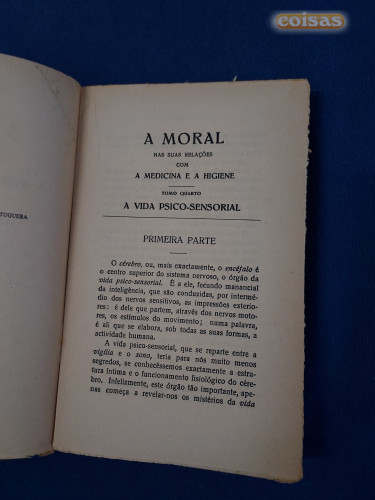 coisas
TUGUESA
A MORAL
NAS SUAS RELAÇÕES
COM
A MEDICINA E A HIGIENE
TOMO QUARTO
A VIDA PSICO-SENSORIAL
PRIMEIRA PARTE
O cérebro, ou, mais exactamente, o encéfalo é
o centro superior do sistema nervoso, o órgão da
vida psico-sensorial. É a ele, fecundo manancial
da inteligência, que são conduzidas, por intermé-
dio dos nervos sensitivos, as impressões exterio-
res: é dele que partem, através dos nervos moto-
res, os estímulos do movimento; numa palavra,
é ali que se elabora, sob todas as suas formas, a
actividade humana.
A vida psico-sensorial, que se reparte entre a
vigília e o sono, teria para nós muito menos
segredos, se conhecêssemos exactamente a estru-
tura íntima e o funcionamento fisiológico do cére-
bro. Infelizmente, este órgão tão importante, ape-
nas começa a revelar-nos os mistérios da vida